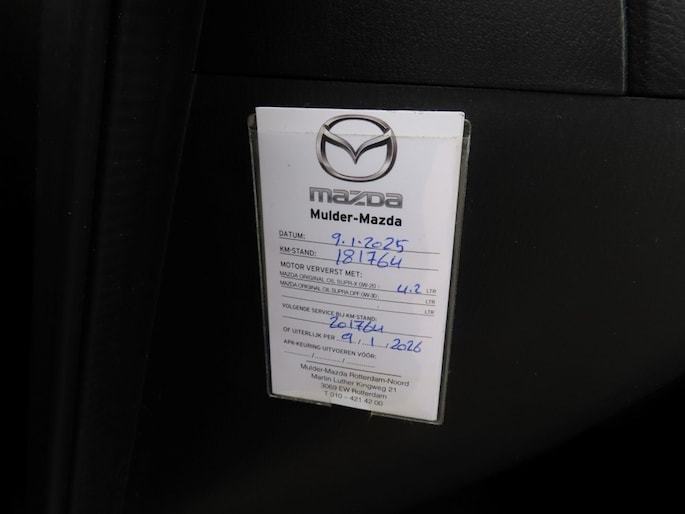 mazda
Mulder-Mazda
DATUM: 9.1.2025
KM-STAND: 181764
MOTOR VERVERST MET:
MAZDA ORIGINAL OIL SUPRA-X 0W-20: 4.2 LTR
MAZDA ORIGINAL OIL SUPRA DPF 0W-30: LTR
LTR
VOLGENDE SERVICE BIJ KM-STAND:
201764
OF UITERLIJK PER 9.1.2026
APK-KEURING UITVOEREN VÓÓR:
Mulder-Mazda Rotterdam-Noord
Martin Luther Kingweg 21
3069 EW Rotterdam
T 010 - 421 42 00